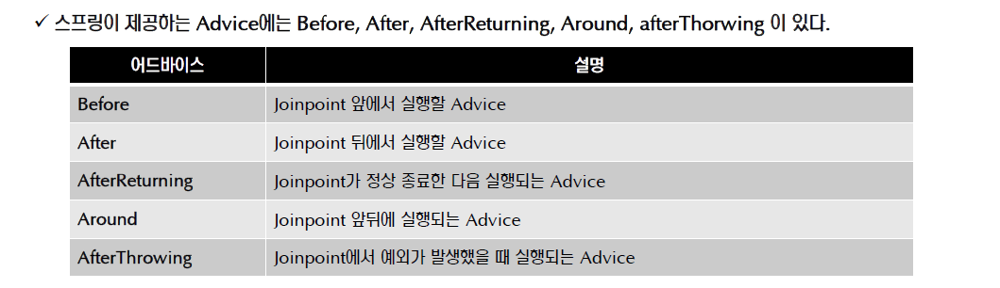 ✓ 스프링이 제공하는 Advice에는 Before, After, AfterReturning, Around, afterThorwing 이 있다.
어드바이스 설명
Before Joinpoint 앞에서 실행할 Advice
After Joinpoint 뒤에서 실행할 Advice
AfterReturning Joinpoint가 정상 종료한 다음 실행되는 Advice
Around Joinpoint 앞뒤에 실행되는 Advice
AfterThrowing Joinpoint에서 예외가 발생했을 때 실행되는 Advice